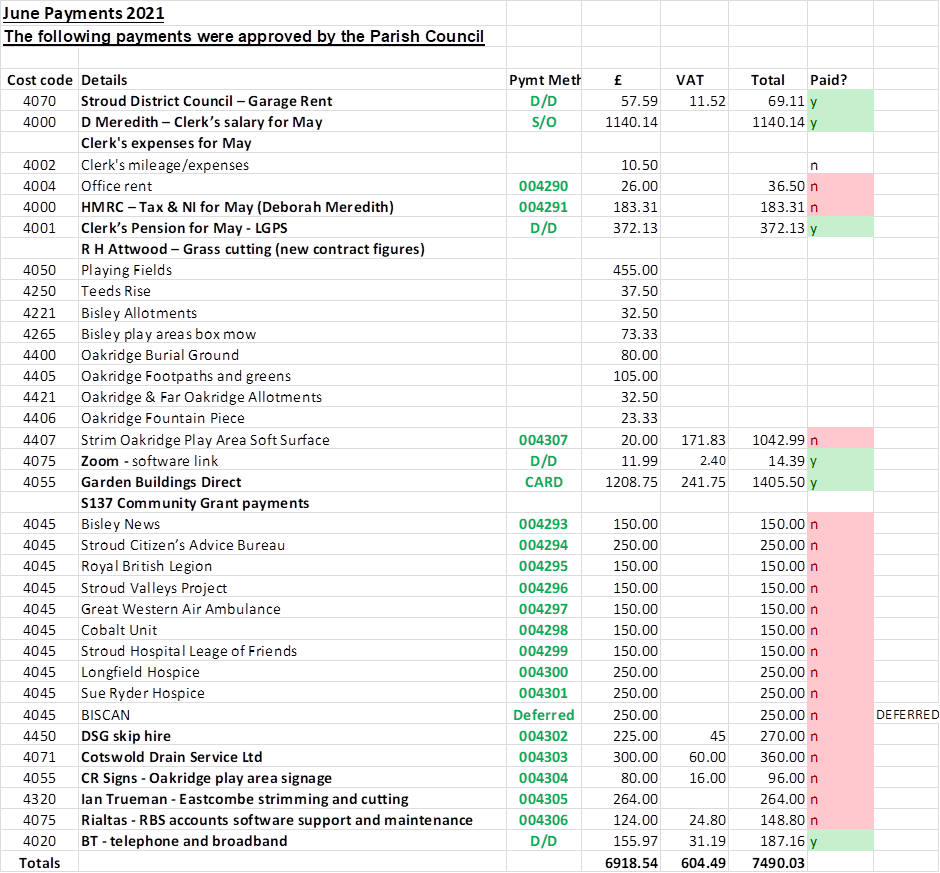 June Payments 2021
The following payments were approved by the Parish Council
Cost code Details Pymt Meth £ VAT Total Paid?
4070 Stroud District Council – Garage Rent D/D 57.59 11.52 69.11 y
4000 D Meredith – Clerk's salary for May S/O 1140.14 1140.14 y
Clerk's expenses for May
4002 Clerk's mileage/expenses 10.50 n
4004 Office rent 004290 26.00 36.50 n
4000 HMRC – Tax & NI for May (Deborah Meredith) 004291 183.31 183.31 n
4001 Clerk's Pension for May - LGPS D/D 372.13 372.13 y
R H Attwood – Grass cutting (new contract figures)
4050 Playing Fields 455.00
4250 Teeds Rise 37.50
4221 Bisley Allotments 32.50
4265 Bisley play areas box mow 73.33
4400 Oakridge Burial Ground 80.00
4405 Oakridge Footpaths and greens 105.00
4421 Oakridge & Far Oakridge Allotments 32.50
4406 Oakridge Fountain Piece 23.33
4407 Strim Oakridge Play Area Soft Surface 004307 20.00 171.83 1042.99 n
4075 Zoom - software link D/D 11.99 2.40 14.39 y
4055 Garden Buildings Direct CARD 1208.75 241.75 1405.50 y
S137 Community Grant payments
4045 Bisley News 004293 150.00 150.00 n
4045 Stroud Citizen's Advice Bureau 004294 250.00 250.00 n
4045 Royal British Legion 004295 150.00 150.00 n
4045 Stroud Valleys Project 004296 150.00 150.00 n
4045 Great Western Air Ambulance 004297 150.00 150.00 n
4045 Cobalt Unit 004298 150.00 150.00 n
4045 Stroud Hospital Leage of Friends 004299 150.00 150.00 n
4045 Longfield Hospice 004300 250.00 250.00 n
4045 Sue Ryder Hospice 004301 250.00 250.00 n
4045 BISCAN Deferred 250.00 250.00 n DEFERRED
4450 DSG skip hire 004302 225.00 45 270.00 n
4071 Cotswold Drain Service Ltd 004303 300.00 60.00 360.00 n
4055 CR Signs - Oakridge play area signage 004304 80.00 16.00 96.00 n
4320 Ian Trueman - Eastcombe strimming and cutting 004305 264.00 264.00 n
4075 Rialtas - RBS accounts software support and maintenance 004306 124.00 24.80 148.80 n
4020 BT - telephone and broadband D/D 155.97 31.19 187.16 y
Totals 6918.54 604.49 7490.03